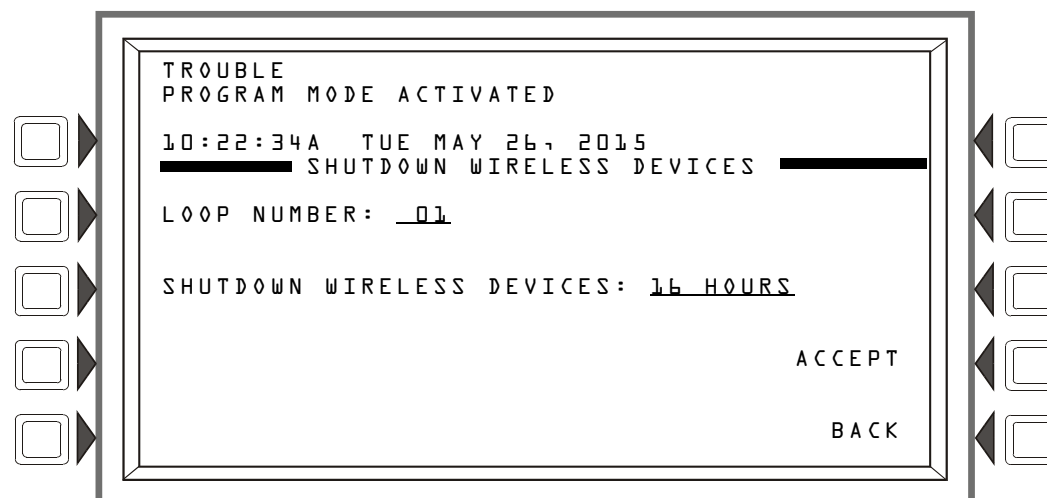 TROUBLE
PROGRAM MODE ACTIVATED
10:22:34A TUE MAY 26, 2015
SHUTDOWN WIRELESS DEVICES
LOOP NUMBER: 01
SHUTDOWN WIRELESS DEVICES: 16 HOURS
ACCEPT
BACK